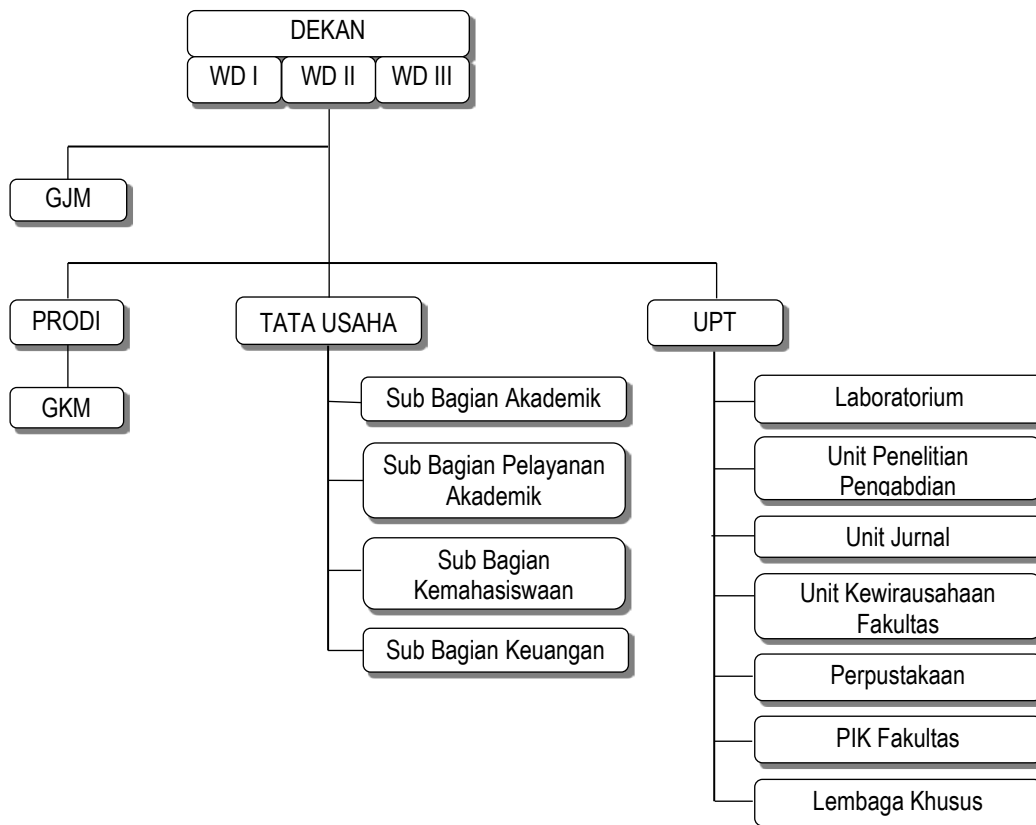 DEKAN
WD I
WD II
WD III
GJM
PRODI
TATA USAHA
UPT
GKM
Sub Bagian Akademik
Sub Bagian Pelayanan
Akademik
Sub Bagian
Kemahasiswaan
Sub Bagian Keuangan
Laboratorium
Unit Penelitian
Pengabdian
Unit Jurnal
Unit Kewirausahaan
Fakultas
Perpustakaan
PIK Fakultas
Lembaga Khusus